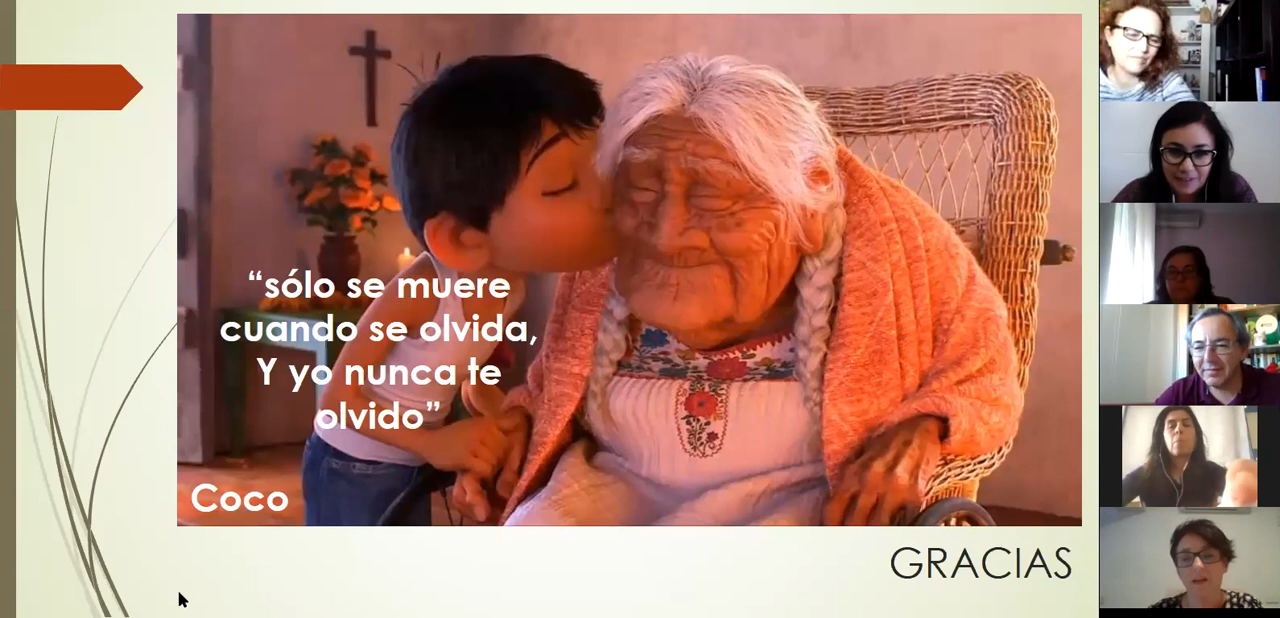 “sólo se muere
cuando se olvida,
Y yo nunca te
olvido”
Coco
GRACIAS